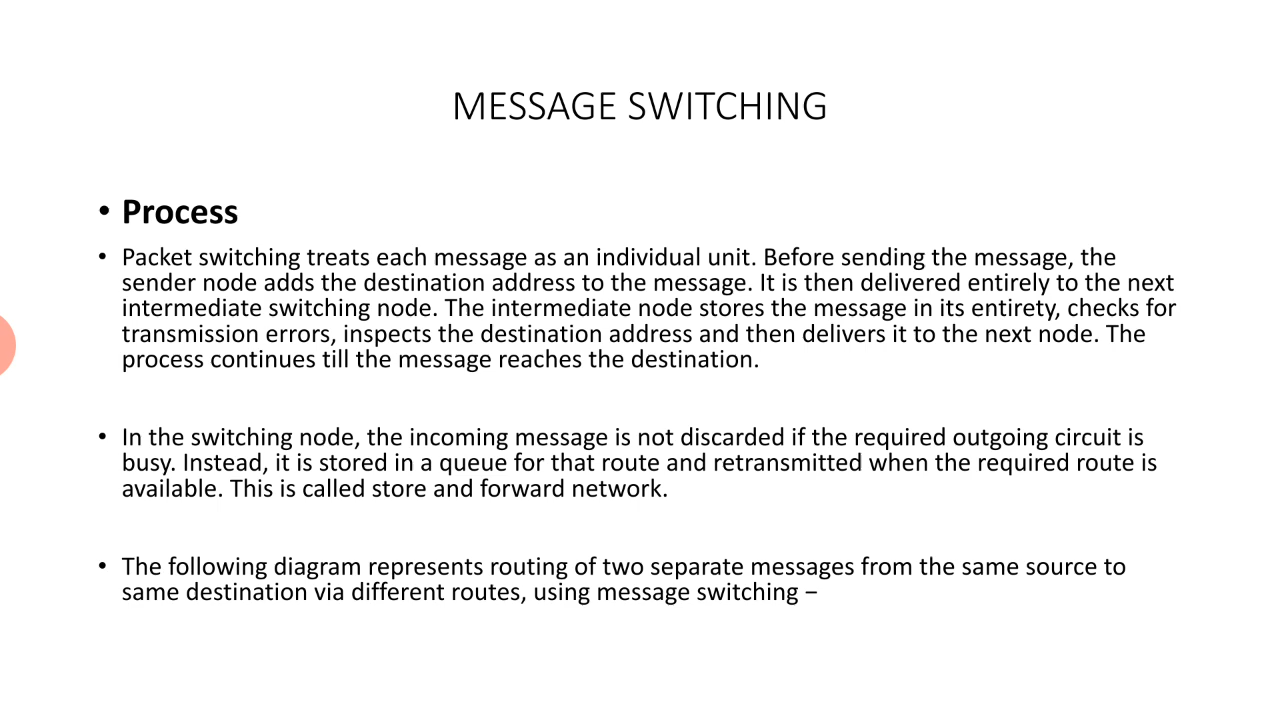 MESSAGE SWITCHING
• Process
• Packet switching treats each message as an individual unit. Before sending the message, the
sender node adds the destination address to the message. It is then delivered entirely to the next
intermediate switching node. The intermediate node stores the message in its entirety, checks for
transmission errors, inspects the destination address and then delivers it to the next node. The
process continues till the message reaches the destination.
• In the switching node, the incoming message is not discarded if the required outgoing circuit is
busy. Instead, it is stored in a queue for that route and retransmitted when the required route is
available. This is called store and forward network.
• The following diagram represents routing of two separate messages from the same source to
same destination via different routes, using message switching −